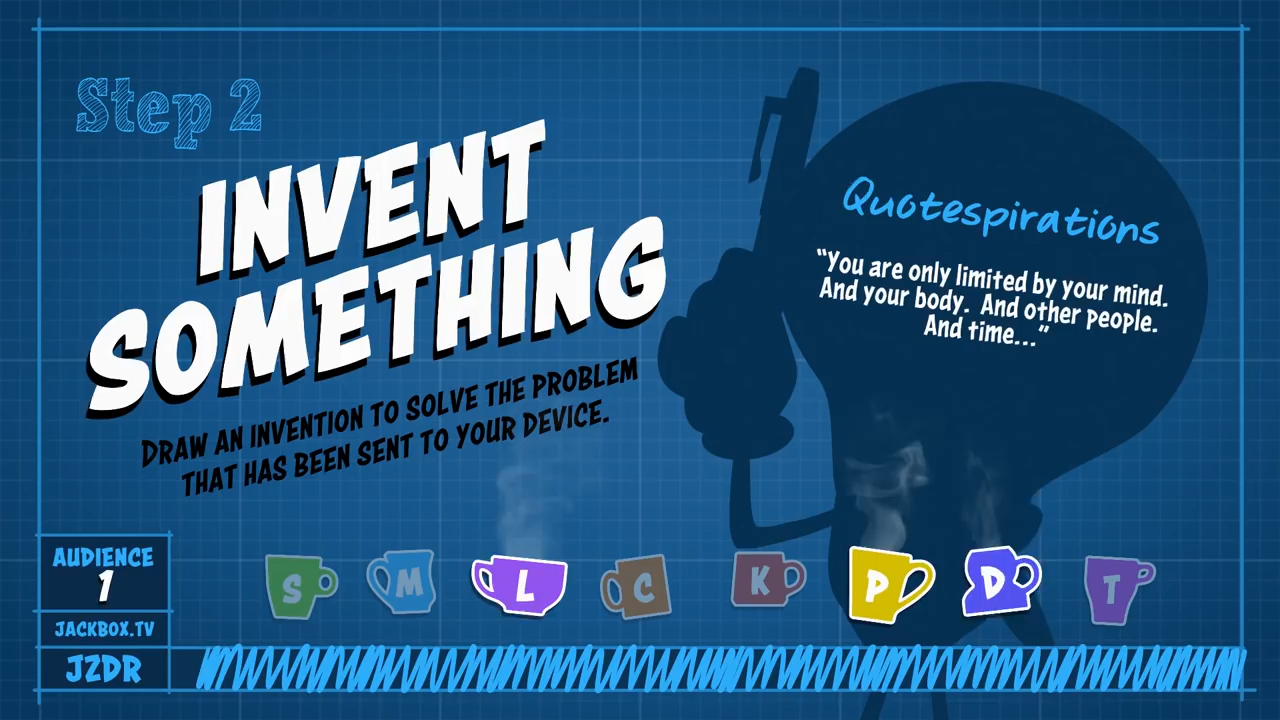 Step 2
INVENT
SOMETHING
DRAW AN INVENTION TO SOLVE THE PROBLEM
THAT HAS BEEN SENT TO YOUR DEVICE.
Quotespirations
“You are only limited by your mind.
And your body.  And other people.
And time...”
AUDIENCE
1
JACKBOX.TV
JZDR
S M L C K P D T